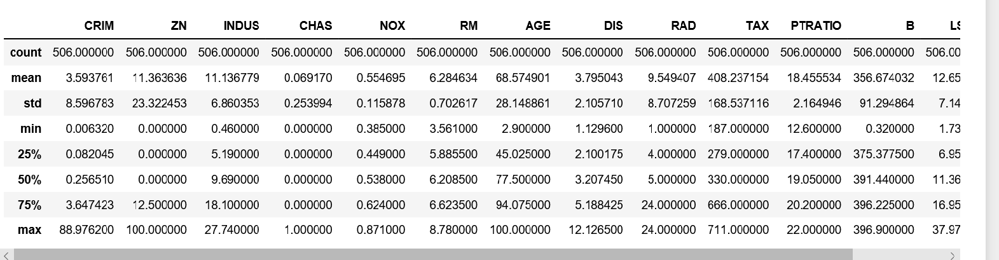 CRIM ZN INDUS CHAS NOX RM AGE DIS RAD TAX PTRATIO B
count 506.000000 506.000000 506.000000 506.000000 506.000000 506.000000 506.000000 506.000000 506.000000 506.000000 506.000000 506.000000 506.00
mean 3.593761 11.363636 11.136779 0.069170 0.554695 6.284634 68.574901 3.795043 9.549407 408.237154 18.455534 356.674032 12.65
std 8.596783 23.322453 6.860353 0.253994 0.115878 0.702617 28.148861 2.105710 8.707259 168.537116 2.164946 91.294864 7.14
min 0.006320 0.000000 0.460000 0.000000 0.385000 3.561000 2.900000 1.129600 1.000000 187.000000 12.600000 0.320000 1.73
25% 0.082045 0.000000 5.190000 0.000000 0.449000 5.885500 45.025000 2.100175 4.000000 279.000000 17.400000 375.377500 6.95
50% 0.256510 0.000000 9.690000 0.000000 0.538000 6.208500 77.500000 3.207450 5.000000 330.000000 19.050000 391.440000 11.36
75% 3.647423 12.500000 18.100000 0.000000 0.624000 6.623500 94.075000 5.188425 24.000000 666.000000 20.200000 396.225000 16.95
max 88.976200 100.000000 27.740000 1.000000 0.871000 8.780000 100.000000 12.126500 24.000000 711.000000 22.000000 396.900000 37.97